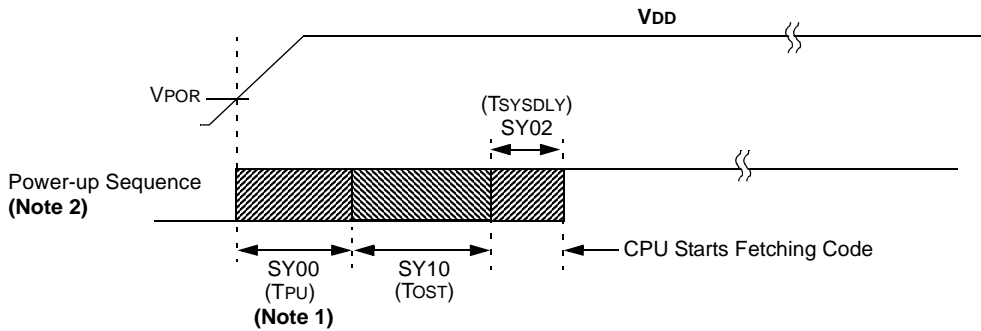 VDD
VPOR
(TSYSDLY)
SY02
Power-up Sequence
(Note 2)
CPU Starts Fetching Code
SY00
(TPU)
(Note 1)
SY10
(TOST)